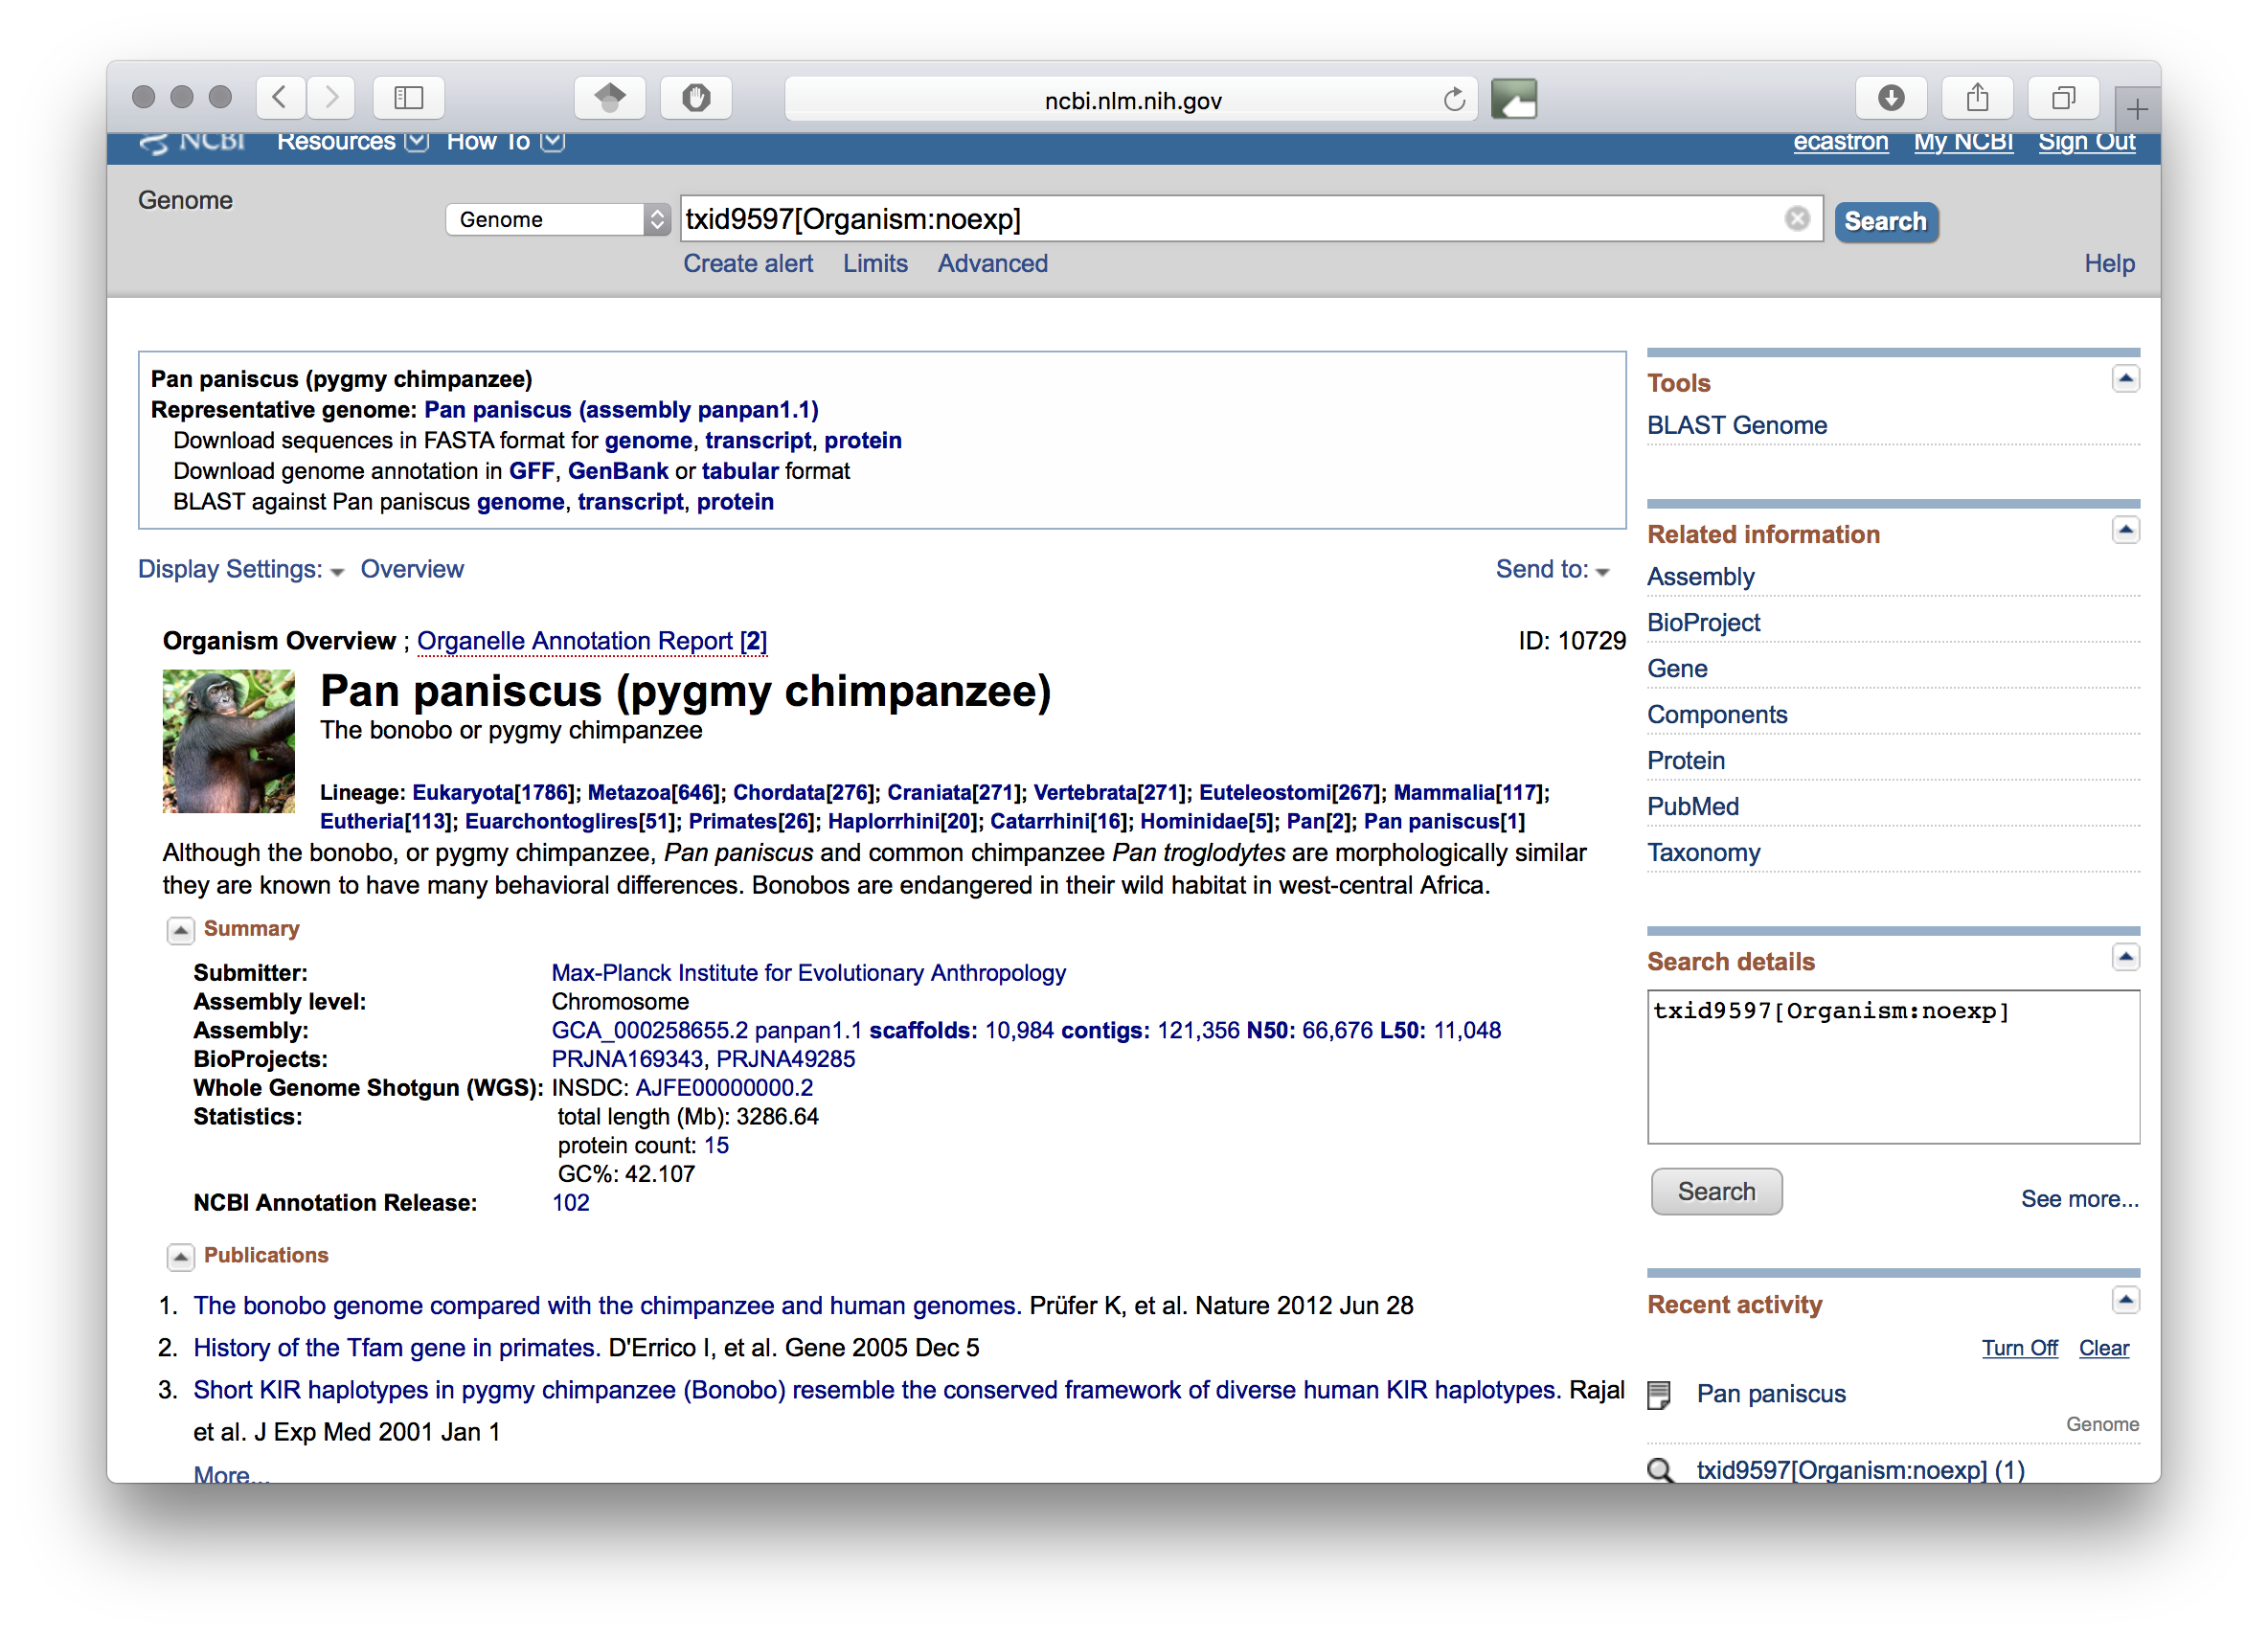 ncbi.nlm.nih.gov
NCBI Resources How To ecastron My NCBI Sign Out
Genome
Genome txid9597[Organism:noexp] Search
Create alert Limits Advanced Help
Pan paniscus (pygmy chimpanzee)
Representative genome: Pan paniscus (assembly panpan1.1)
Download sequences in FASTA format for genome, transcript, protein
Download genome annotation in GFF, GenBank or tabular format
BLAST against Pan paniscus genome, transcript, protein
Display Settings: Overview Send to:
Organism Overview ; Organelle Annotation Report [2] ID: 10729
Pan paniscus (pygmy chimpanzee)
The bonobo or pygmy chimpanzee
Lineage: Eukaryota[1786]; Metazoa[646]; Chordata[276]; Craniata[271]; Vertebrata[271]; Euteleostomi[267]; Mammalia[117];
Eutheria[113]; Euarchontoglires[51]; Primates[26]; Haplorrhini[20]; Catarrhini[16]; Hominidae[5]; Pan[2]; Pan paniscus[1]
Although the bonobo, or pygmy chimpanzee, Pan paniscus and common chimpanzee Pan troglodytes are morphologically similar
they are known to have many behavioral differences. Bonobos are endangered in their wild habitat in west-central Africa.
Summary
Submitter: Max-Planck Institute for Evolutionary Anthropology
Assembly level: Chromosome
Assembly: GCA_000258655.2 panpan1.1 scaffolds: 10,984 contigs: 121,356 N50: 66,676 L50: 11,048
BioProjects: PRJNA169343, PRJNA49285
Whole Genome Shotgun (WGS): INSDC: AJFE00000000.2
Statistics: total length (Mb): 3286.64
protein count: 15
GC%: 42.107
NCBI Annotation Release: 102
Publications
1. The bonobo genome compared with the chimpanzee and human genomes. Prüfer K, et al. Nature 2012 Jun 28
2. History of the Tfam gene in primates. D'Errico I, et al. Gene 2005 Dec 5
3. Short KIR haplotypes in pygmy chimpanzee (Bonobo) resemble the conserved framework of diverse human KIR haplotypes. Rajal
et al. J Exp Med 2001 Jan 1
More...
Tools
BLAST Genome
Related information
Assembly
BioProject
Gene
Components
Protein
PubMed
Taxonomy
Search details
txid9597[Organism:noexp]
Search See more...
Recent activity
Turn Off Clear
Pan paniscus
Genome
txid9597[Organism:noexp] (1)